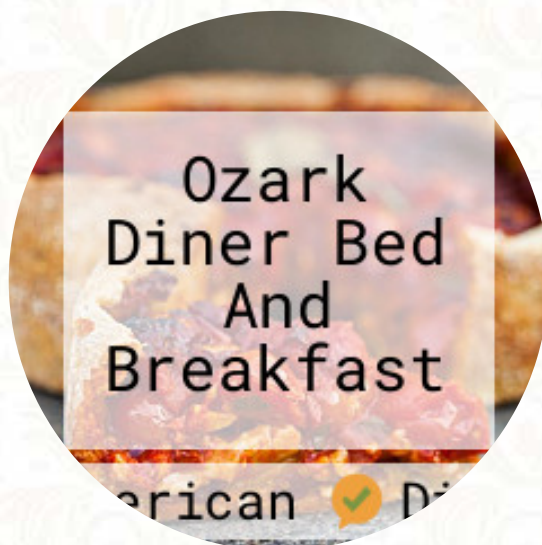 Ozark
Diner Bed
And
Breakfast
erican Di